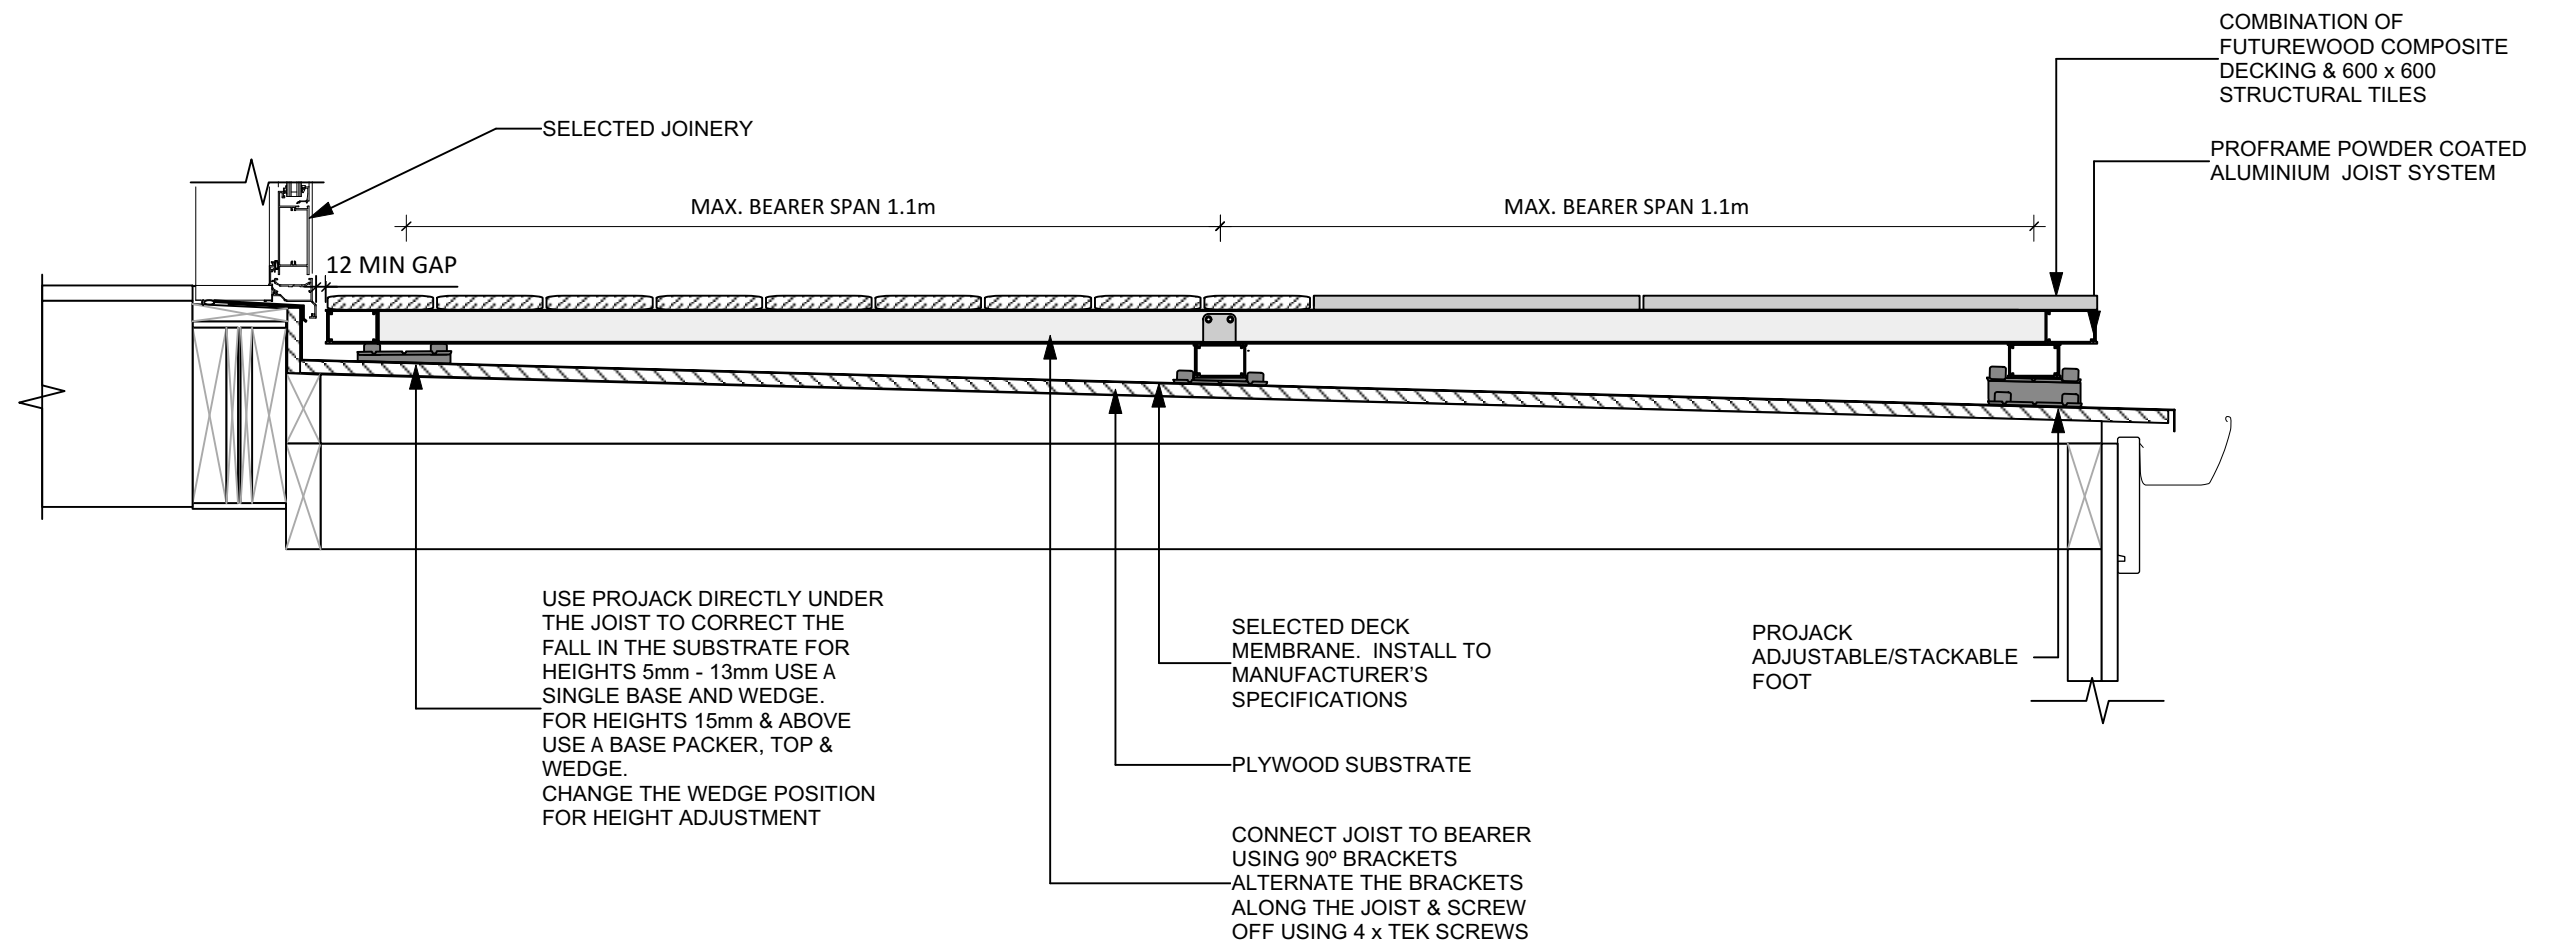 COMBINATION OF
FUTUREWOOD COMPOSITE
DECKING & 600 x 600
STRUCTURAL TILES
SELECTED JOINERY
PROFRAME POWDER COATED
ALUMINIUM  JOIST SYSTEM
MAX. BEARER SPAN 1.1m
MAX. BEARER SPAN 1.1m
12 MIN GAP
USE PROJACK DIRECTLY UNDER
THE JOIST TO CORRECT THE
FALL IN THE SUBSTRATE FOR
HEIGHTS 5mm - 13mm USE A
SINGLE BASE AND WEDGE.
FOR HEIGHTS 15mm & ABOVE
USE A BASE PACKER, TOP &
WEDGE.
CHANGE THE WEDGE POSITION
FOR HEIGHT ADJUSTMENT
SELECTED DECK
MEMBRANE.  INSTALL TO
MANUFACTURER'S
SPECIFICATIONS
PROJACK
ADJUSTABLE/STACKABLE
FOOT
PLYWOOD SUBSTRATE
CONNECT JOIST TO BEARER
USING 90º BRACKETS
ALTERNATE THE BRACKETS
ALONG THE JOIST & SCREW
OFF USING 4 x TEK SCREWS